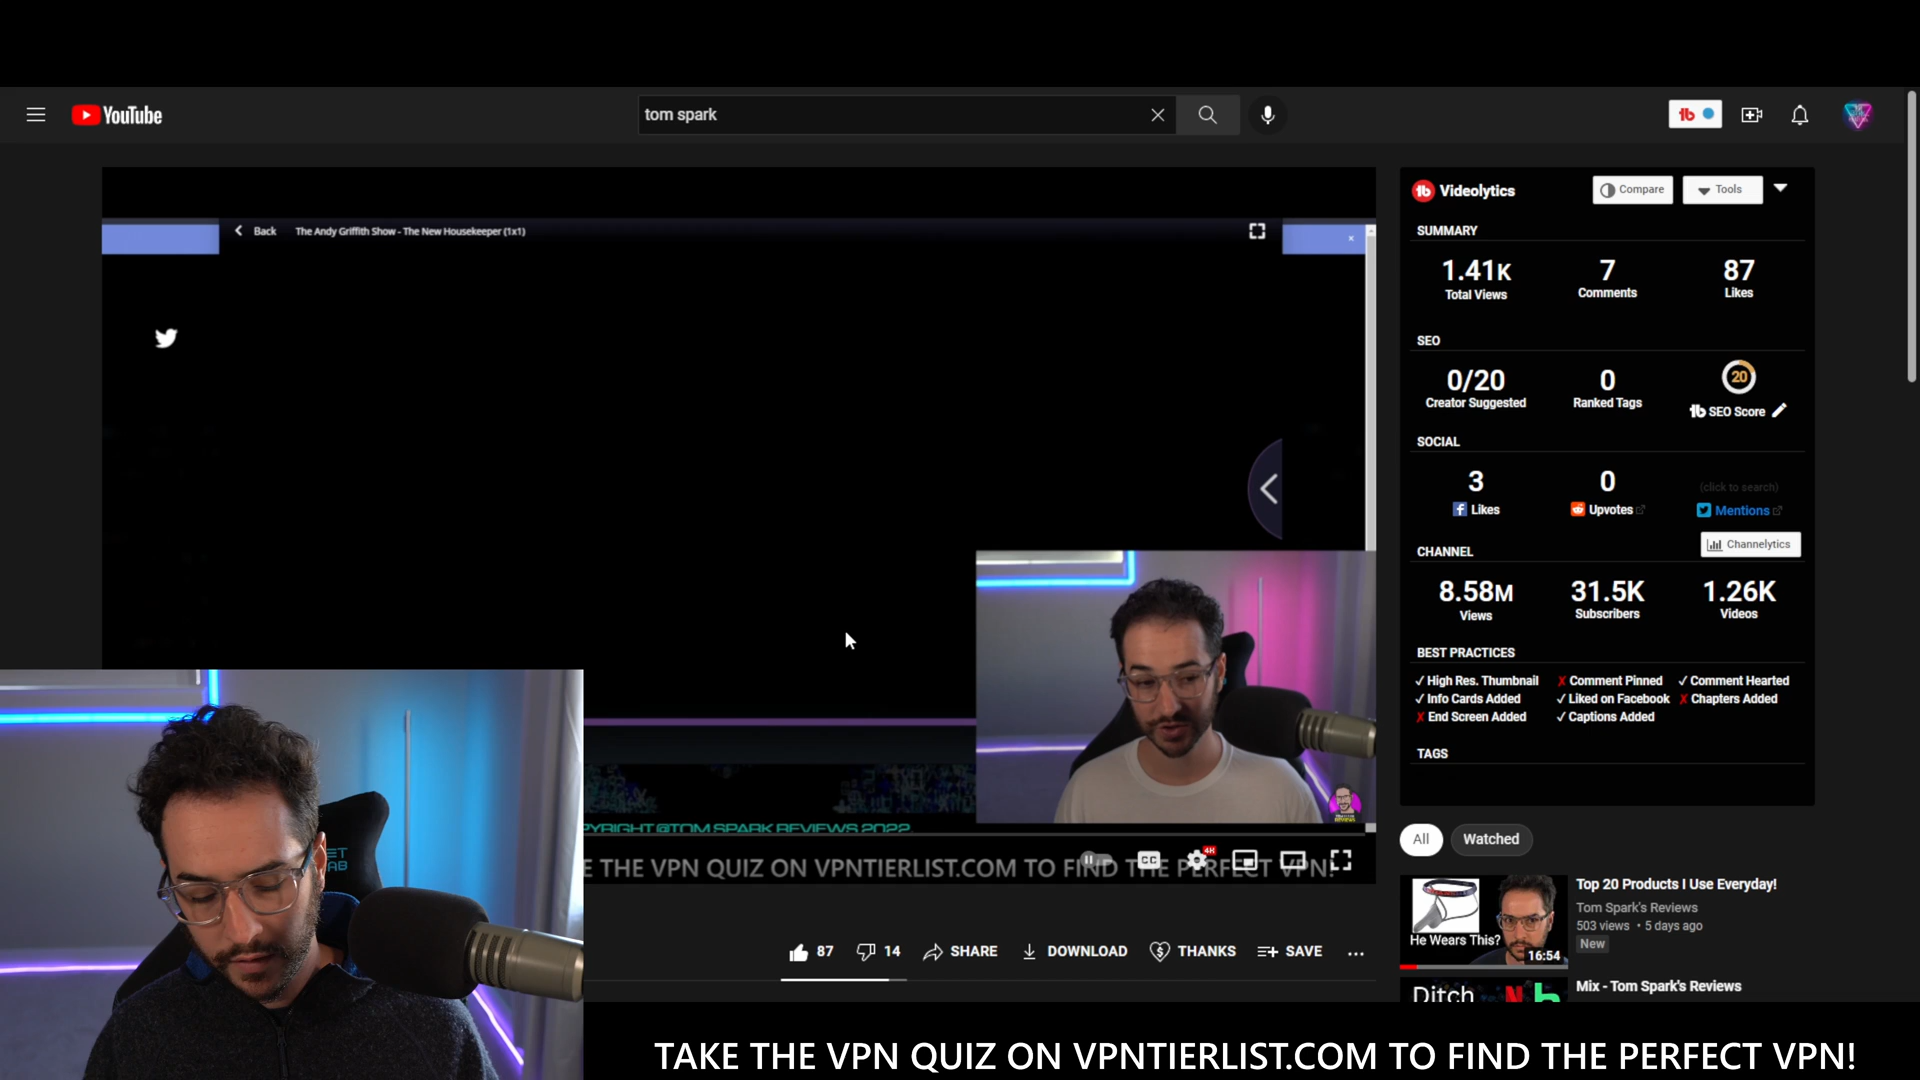 YouTube
tom spark
Back The Andy Griffith Show - The New Housekeeper (1x1)
PYRIGHT @TOM SPARK REVIEWS 2022.
E THE VPN QUIZ ON VPNTIERLIST.COM TO FIND THE PERFECT VPN!
CC
4K
87
14
SHARE
DOWNLOAD
THANKS
SAVE
Videolytics
Compare
Tools
SUMMARY
1.41K 7 87
Total Views Comments Likes
SEO
0/20 0 20
Creator Suggested Ranked Tags SEO Score
SOCIAL
3 0 (click to search)
Likes Upvotes Mentions
CHANNEL Channelytics
8.58M 31.5K 1.26K
Views Subscribers Videos
BEST PRACTICES
✓ High Res. Thumbnail ✗ Comment Pinned ✓ Comment Hearted
✓ Info Cards Added ✓ Liked on Facebook ✗ Chapters Added
✗ End Screen Added ✓ Captions Added
TAGS
All Watched
He Wears This?
16:54
Top 20 Products I Use Everyday!
Tom Spark's Reviews
503 views • 5 days ago
New
Ditch
Mix - Tom Spark's Reviews
TAKE THE VPN QUIZ ON VPNTIERLIST.COM TO FIND THE PERFECT VPN!